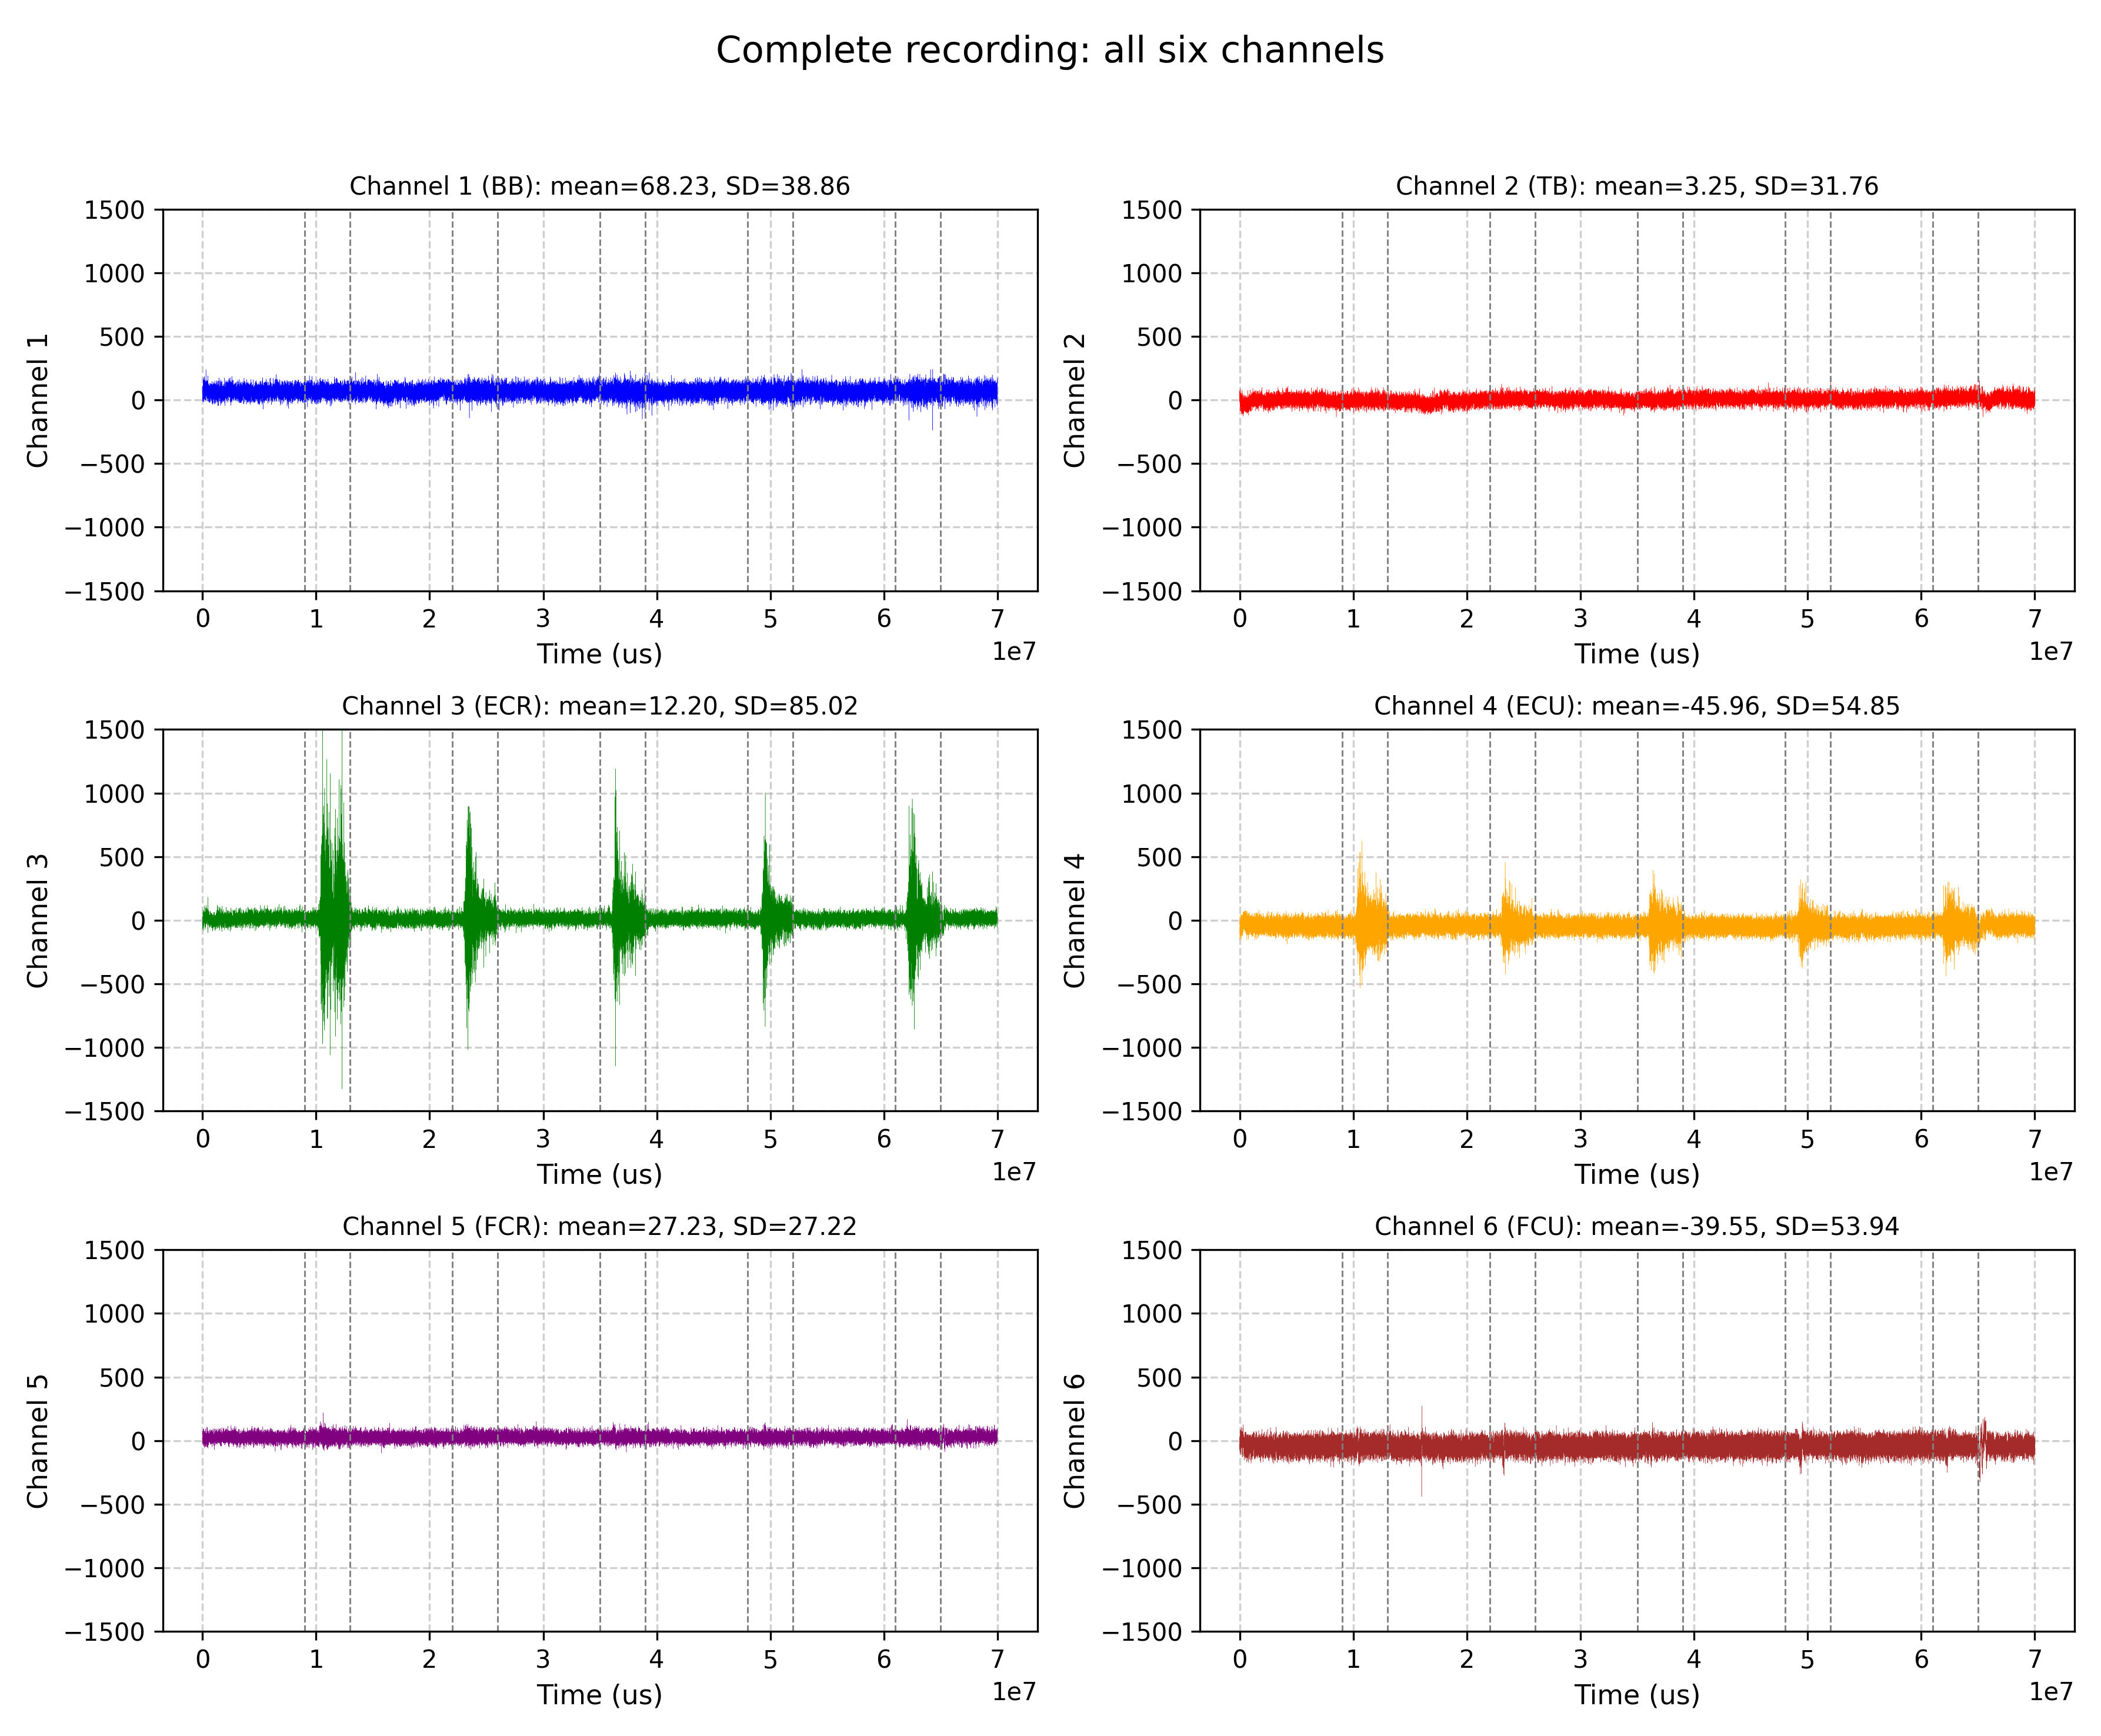 Complete recording: all six channels
Channel 1 (BB): mean=68.23, SD=38.86
1500
1000
500
0
−500
−1000
−1500
Channel 1
0 1 2 3 4 5 6 7
1e7
Time (us)
Channel 2 (TB): mean=3.25, SD=31.76
1500
1000
500
0
−500
−1000
−1500
Channel 2
0 1 2 3 4 5 6 7
1e7
Time (us)
Channel 3 (ECR): mean=12.20, SD=85.02
1500
1000
500
0
−500
−1000
−1500
Channel 3
0 1 2 3 4 5 6 7
1e7
Time (us)
Channel 4 (ECU): mean=-45.96, SD=54.85
1500
1000
500
0
−500
−1000
−1500
Channel 4
0 1 2 3 4 5 6 7
1e7
Time (us)
Channel 5 (FCR): mean=27.23, SD=27.22
1500
1000
500
0
−500
−1000
−1500
Channel 5
0 1 2 3 4 5 6 7
1e7
Time (us)
Channel 6 (FCU): mean=-39.55, SD=53.94
1500
1000
500
0
−500
−1000
−1500
Channel 6
0 1 2 3 4 5 6 7
1e7
Time (us)